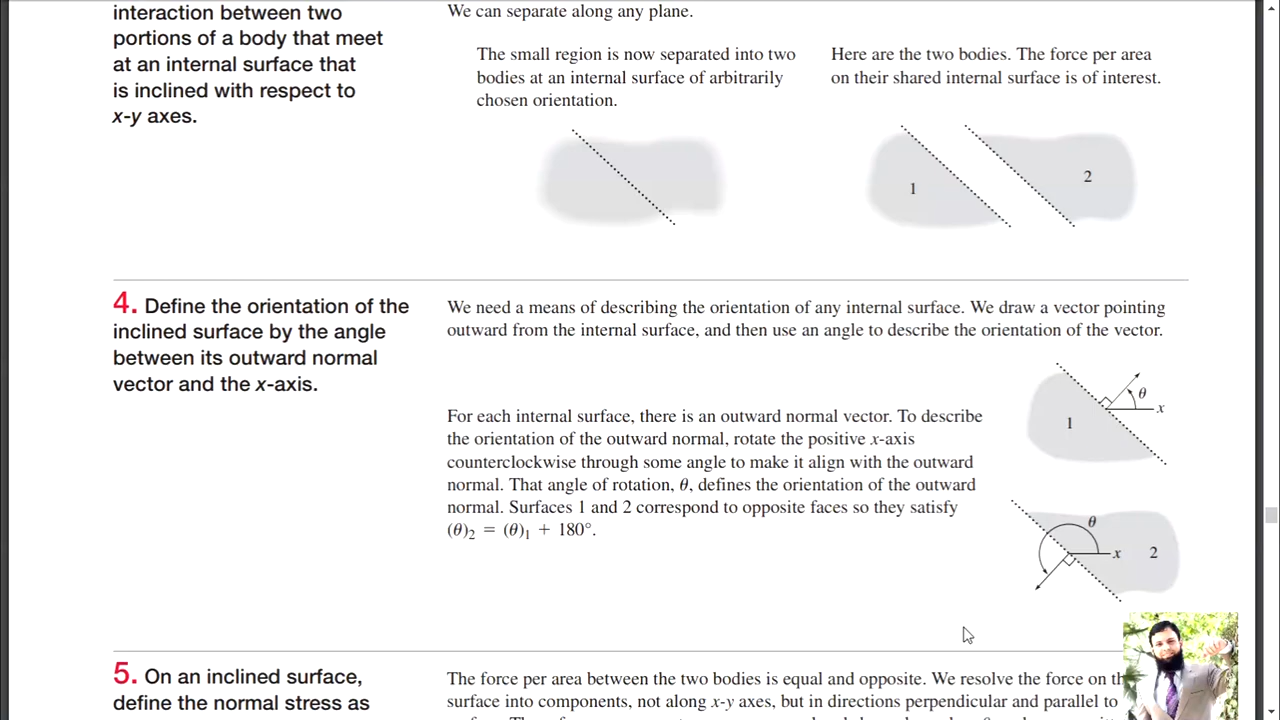 interaction between two
portions of a body that meet
at an internal surface that
is inclined with respect to
x-y axes.
We can separate along any plane.
The small region is now separated into two
bodies at an internal surface of arbitrarily
chosen orientation.
Here are the two bodies. The force per area
on their shared internal surface is of interest.
1
2
4. Define the orientation of the
inclined surface by the angle
between its outward normal
vector and the x-axis.
We need a means of describing the orientation of any internal surface. We draw a vector pointing
outward from the internal surface, and then use an angle to describe the orientation of the vector.
For each internal surface, there is an outward normal vector. To describe
the orientation of the outward normal, rotate the positive x-axis
counterclockwise through some angle to make it align with the outward
normal. That angle of rotation, θ, defines the orientation of the outward
normal. Surfaces 1 and 2 correspond to opposite faces so they satisfy
(θ)₂ = (θ)₁ + 180°.
θ
x
1
θ
x
2
5. On an inclined surface,
define the normal stress as
The force per area between the two bodies is equal and opposite. We resolve the force on
surface into components, not along x-y axes, but in directions perpendicular and parallel to